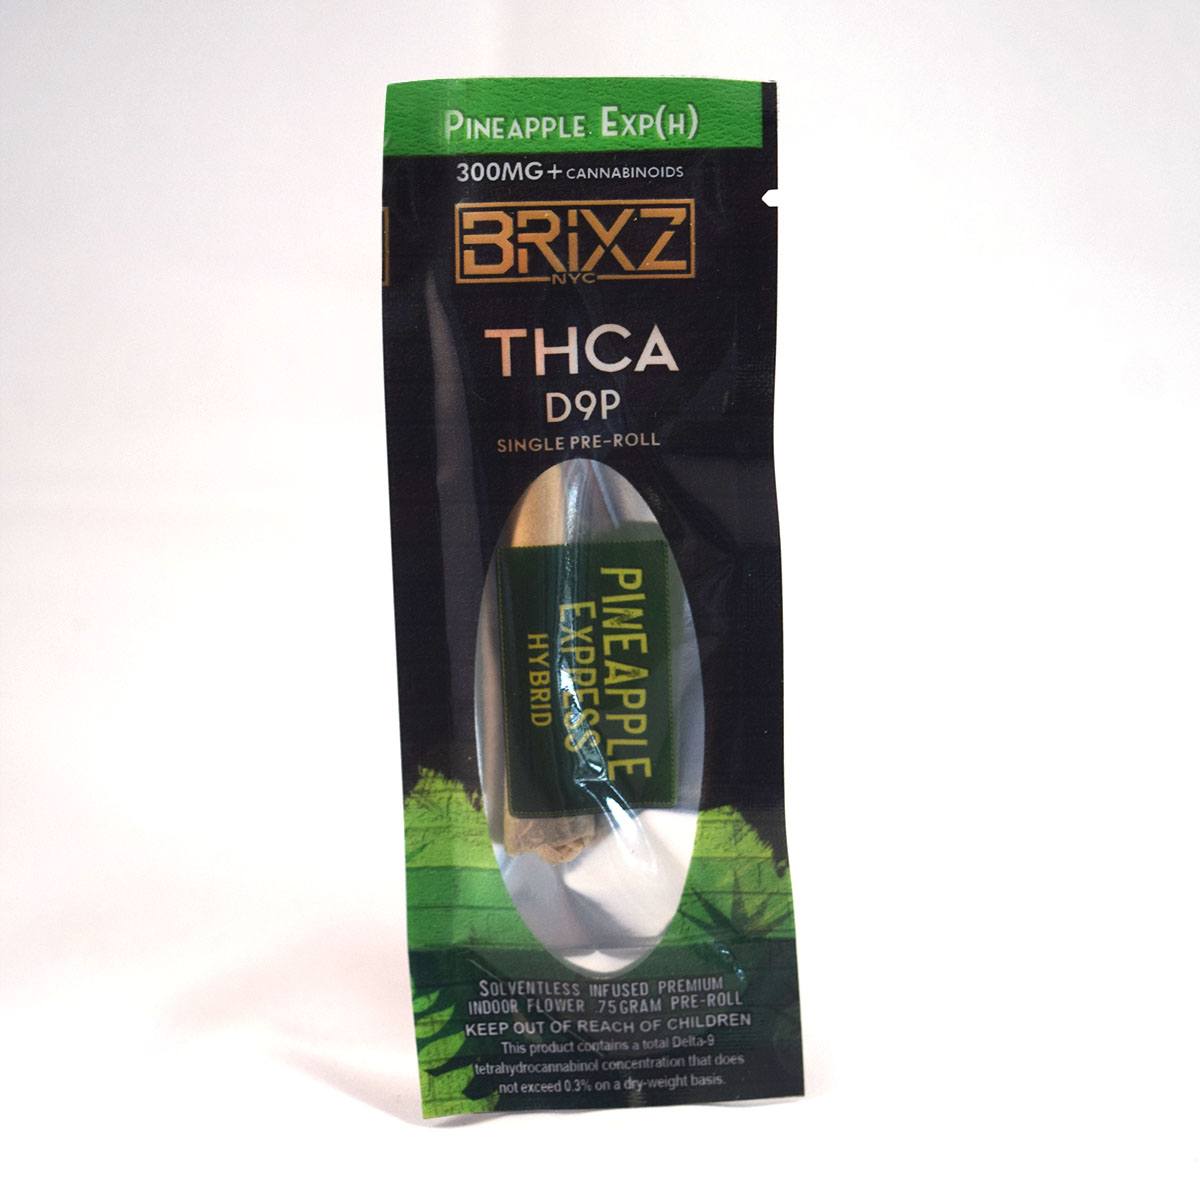 PINEAPPLE EXP(H)
300MG+ CANNABINOIDS
BRIXZ
NYC
THCA
D9P
SINGLE PRE-ROLL
PINEAPPLE
EXPRESS
HYBRID
SOLVENTLESS INFUSED PREMIUM
INDOOR FLOWER .75GRAM PRE-ROLL
KEEP OUT OF REACH OF CHILDREN
This product contains a total Delta-9
tetrahydrocannabinol concentration that does
not exceed 0.3% on a dry-weight basis.